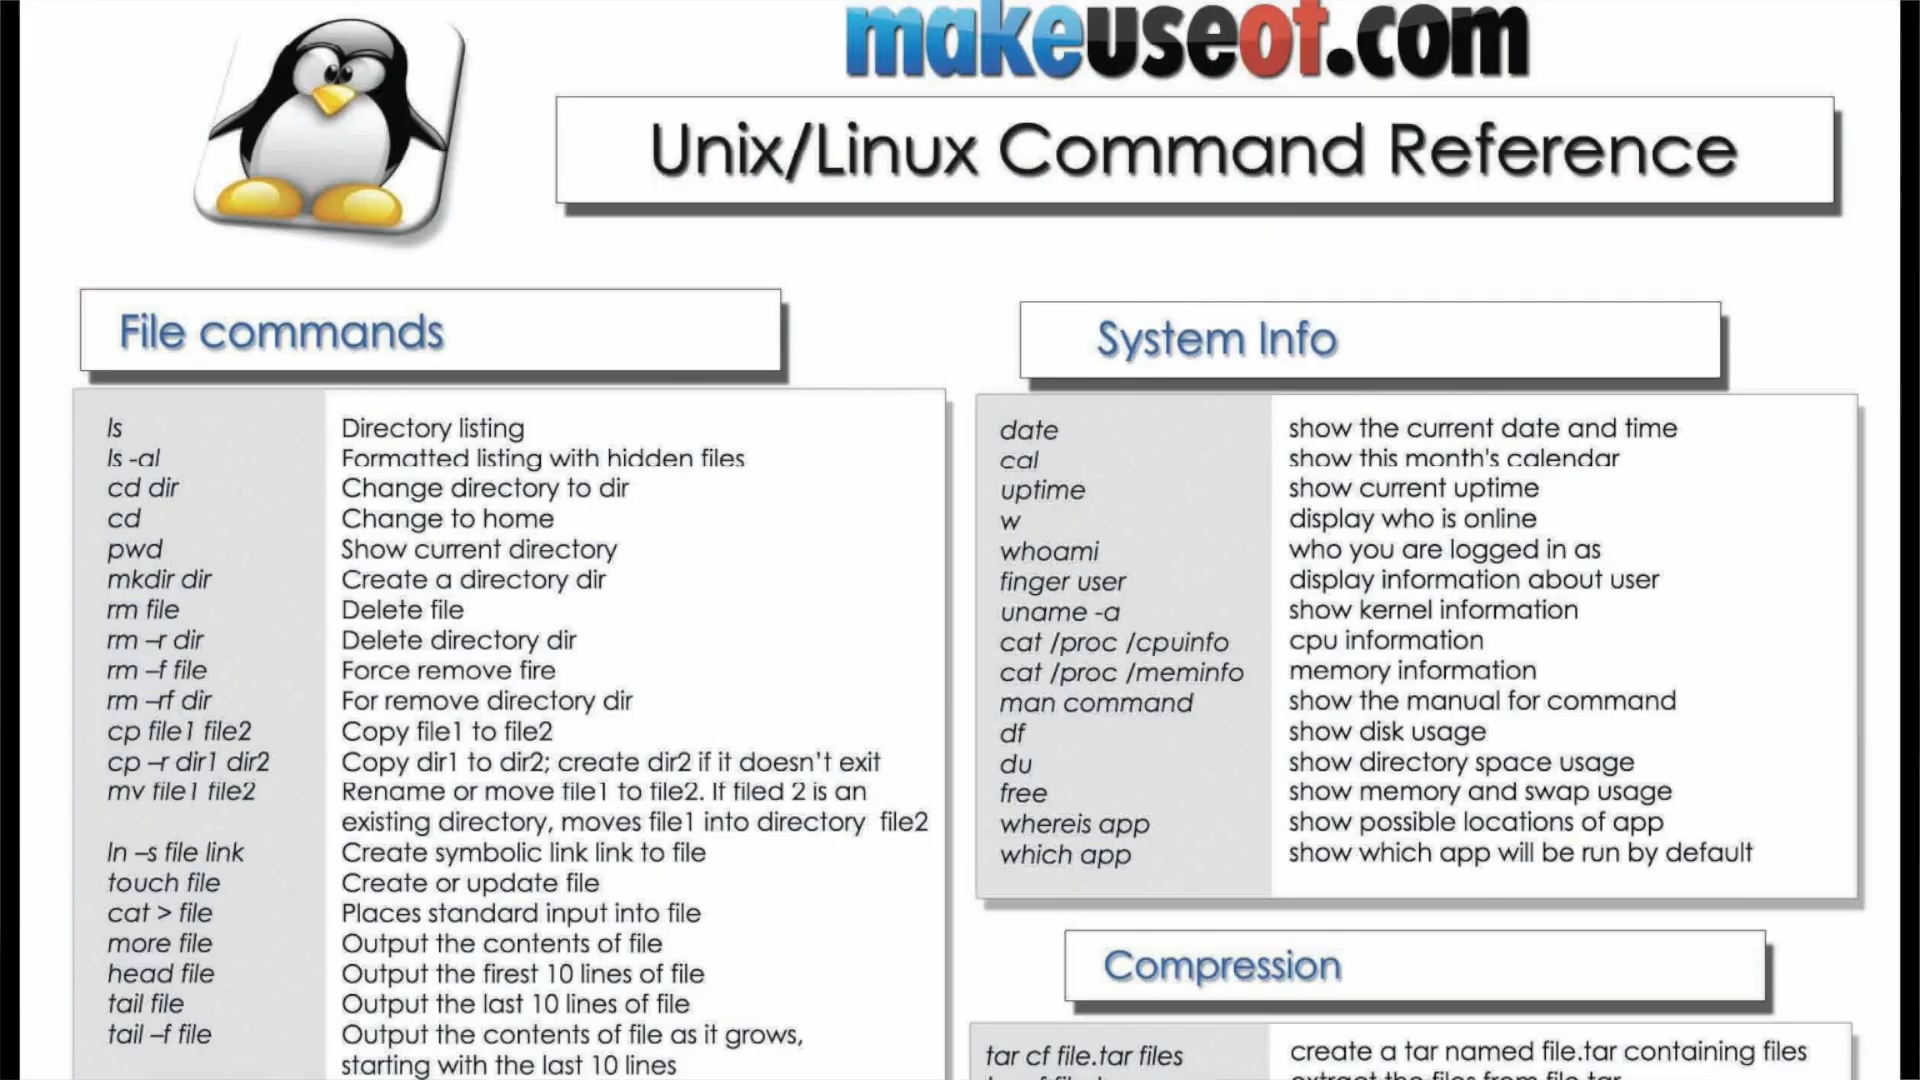 makeuseof.com
Unix/Linux Command Reference
File commands
ls Directory listing
ls -al Formatted listing with hidden files
cd dir Change directory to dir
cd Change to home
pwd Show current directory
mkdir dir Create a directory dir
rm file Delete file
rm –r dir Delete directory dir
rm –f file Force remove fire
rm –rf dir For remove directory dir
cp file1 file2 Copy file1 to file2
cp –r dir1 dir2 Copy dir1 to dir2; create dir2 if it doesn’t exit
mv file1 file2 Rename or move file1 to file2. If filed 2 is an
existing directory, moves file1 into directory file2
ln –s file link Create symbolic link link to file
touch file Create or update file
cat > file Places standard input into file
more file Output the contents of file
head file Output the firest 10 lines of file
tail file Output the last 10 lines of file
tail –f file Output the contents of file as it grows,
starting with the last 10 lines
System Info
date show the current date and time
cal show this month's calendar
uptime show current uptime
w display who is online
whoami who you are logged in as
finger user display information about user
uname -a show kernel information
cat /proc /cpuinfo cpu information
cat /proc /meminfo memory information
man command show the manual for command
df show disk usage
du show directory space usage
free show memory and swap usage
whereis app show possible locations of app
which app show which app will be run by default
Compression
tar cf file.tar files create a tar named file.tar containing files
extract the files from file.tar